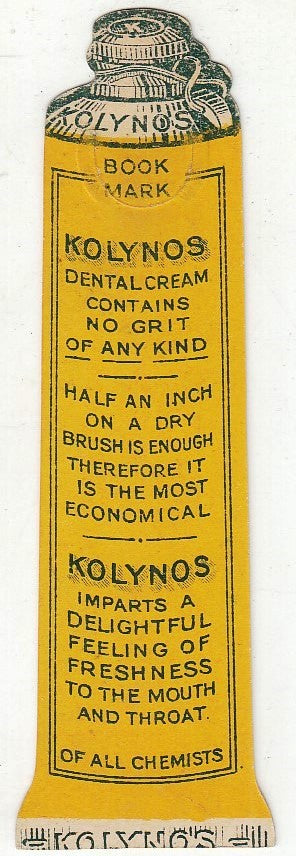 K
KOLYNOS
BOOK
MARK
KOLYNOS
DENTAL CREAM
CONTAINS
NO GRIT
OF ANY KIND
HALF AN INCH
ON A DRY
BRUSH IS ENOUGH
THEREFORE IT
IS THE MOST
ECONOMICAL
KOLYNOS
IMPARTS A
DELIGHTFUL
FEELING OF
FRESHNESS
TO THE MOUTH
AND THROAT.
OF ALL CHEMISTS.
KOLYNOS